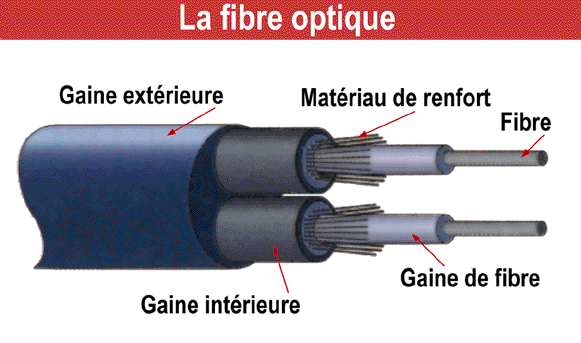 La fibre optique
Gaine extérieure
Matériau de renfort
Fibre
Gaine de fibre
Gaine intérieure